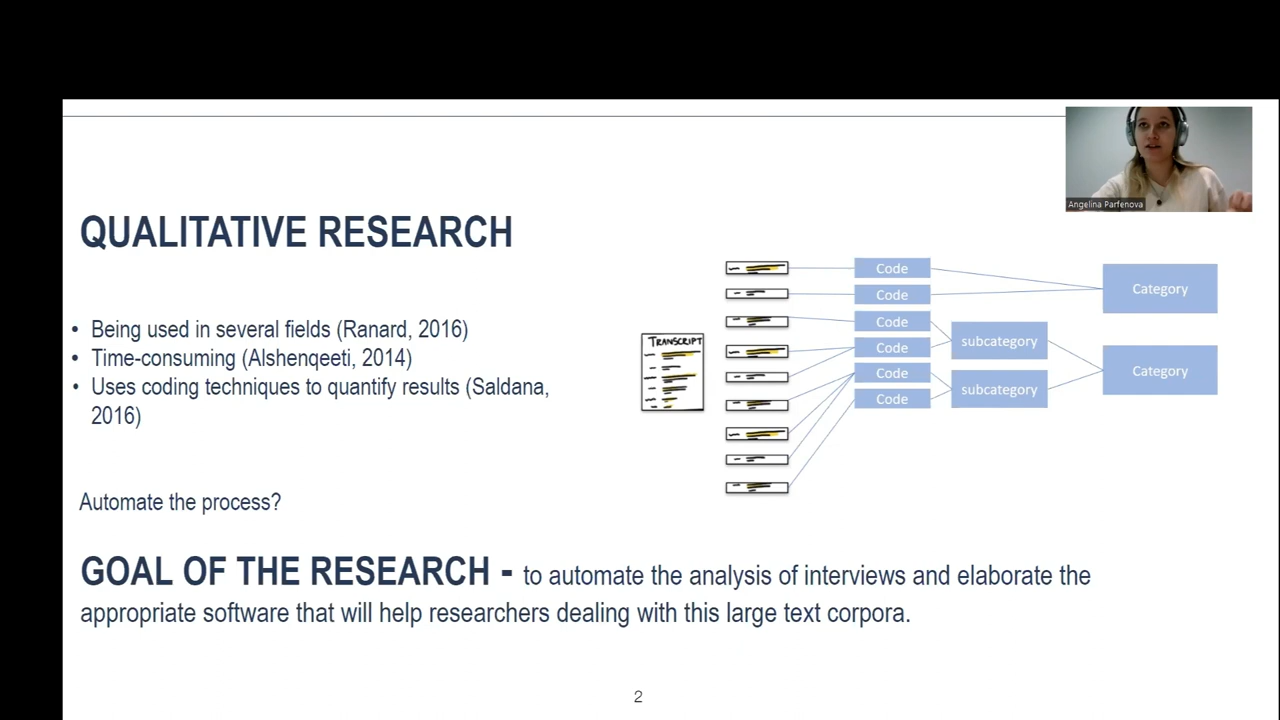 Angelina Parfenova
QUALITATIVE RESEARCH
• Being used in several fields (Ranard, 2016)
• Time-consuming (Alshenqeeti, 2014)
• Uses coding techniques to quantify results (Saldana,
2016)
Automate the process?
TRANSCRIPT
Code
Code
Code
Code
Code
Code
subcategory
subcategory
Category
Category
GOAL OF THE RESEARCH - to automate the analysis of interviews and elaborate the
appropriate software that will help researchers dealing with this large text corpora.
2